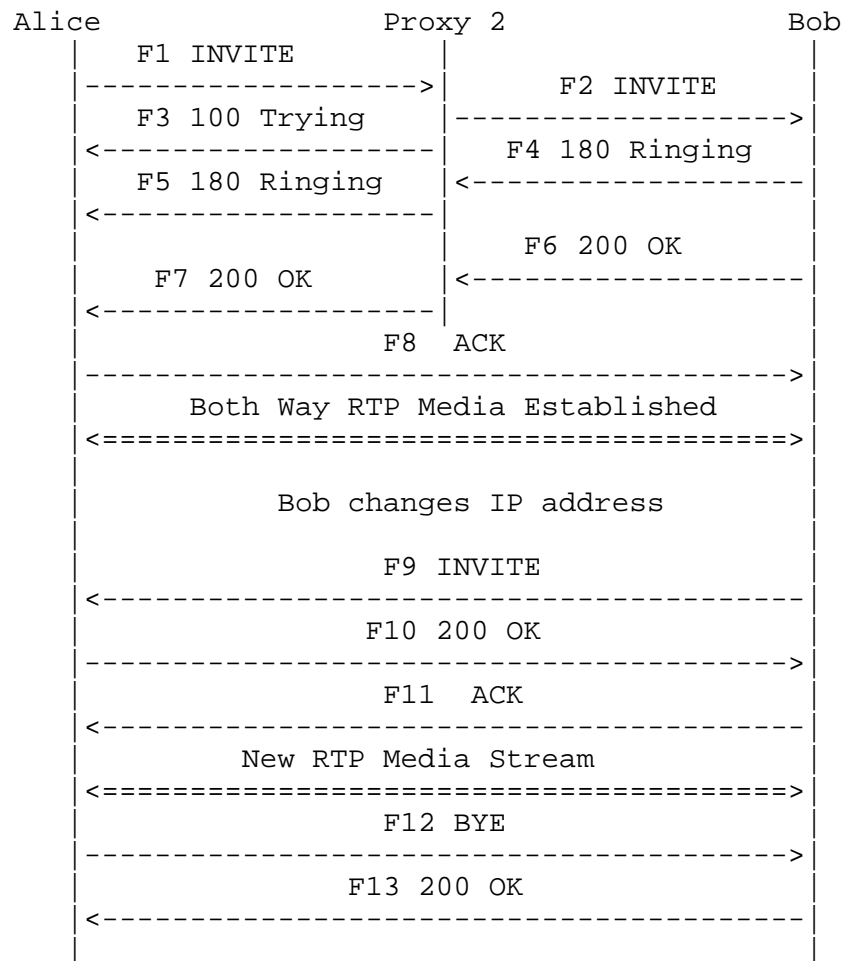 Alice Proxy 2 Bob
F1 INVITE
F2 INVITE
F3 100 Trying
F4 180 Ringing
F5 180 Ringing
F6 200 OK
F7 200 OK
F8 ACK
Both Way RTP Media Established
Bob changes IP address
F9 INVITE
F10 200 OK
F11 ACK
New RTP Media Stream
F12 BYE
F13 200 OK